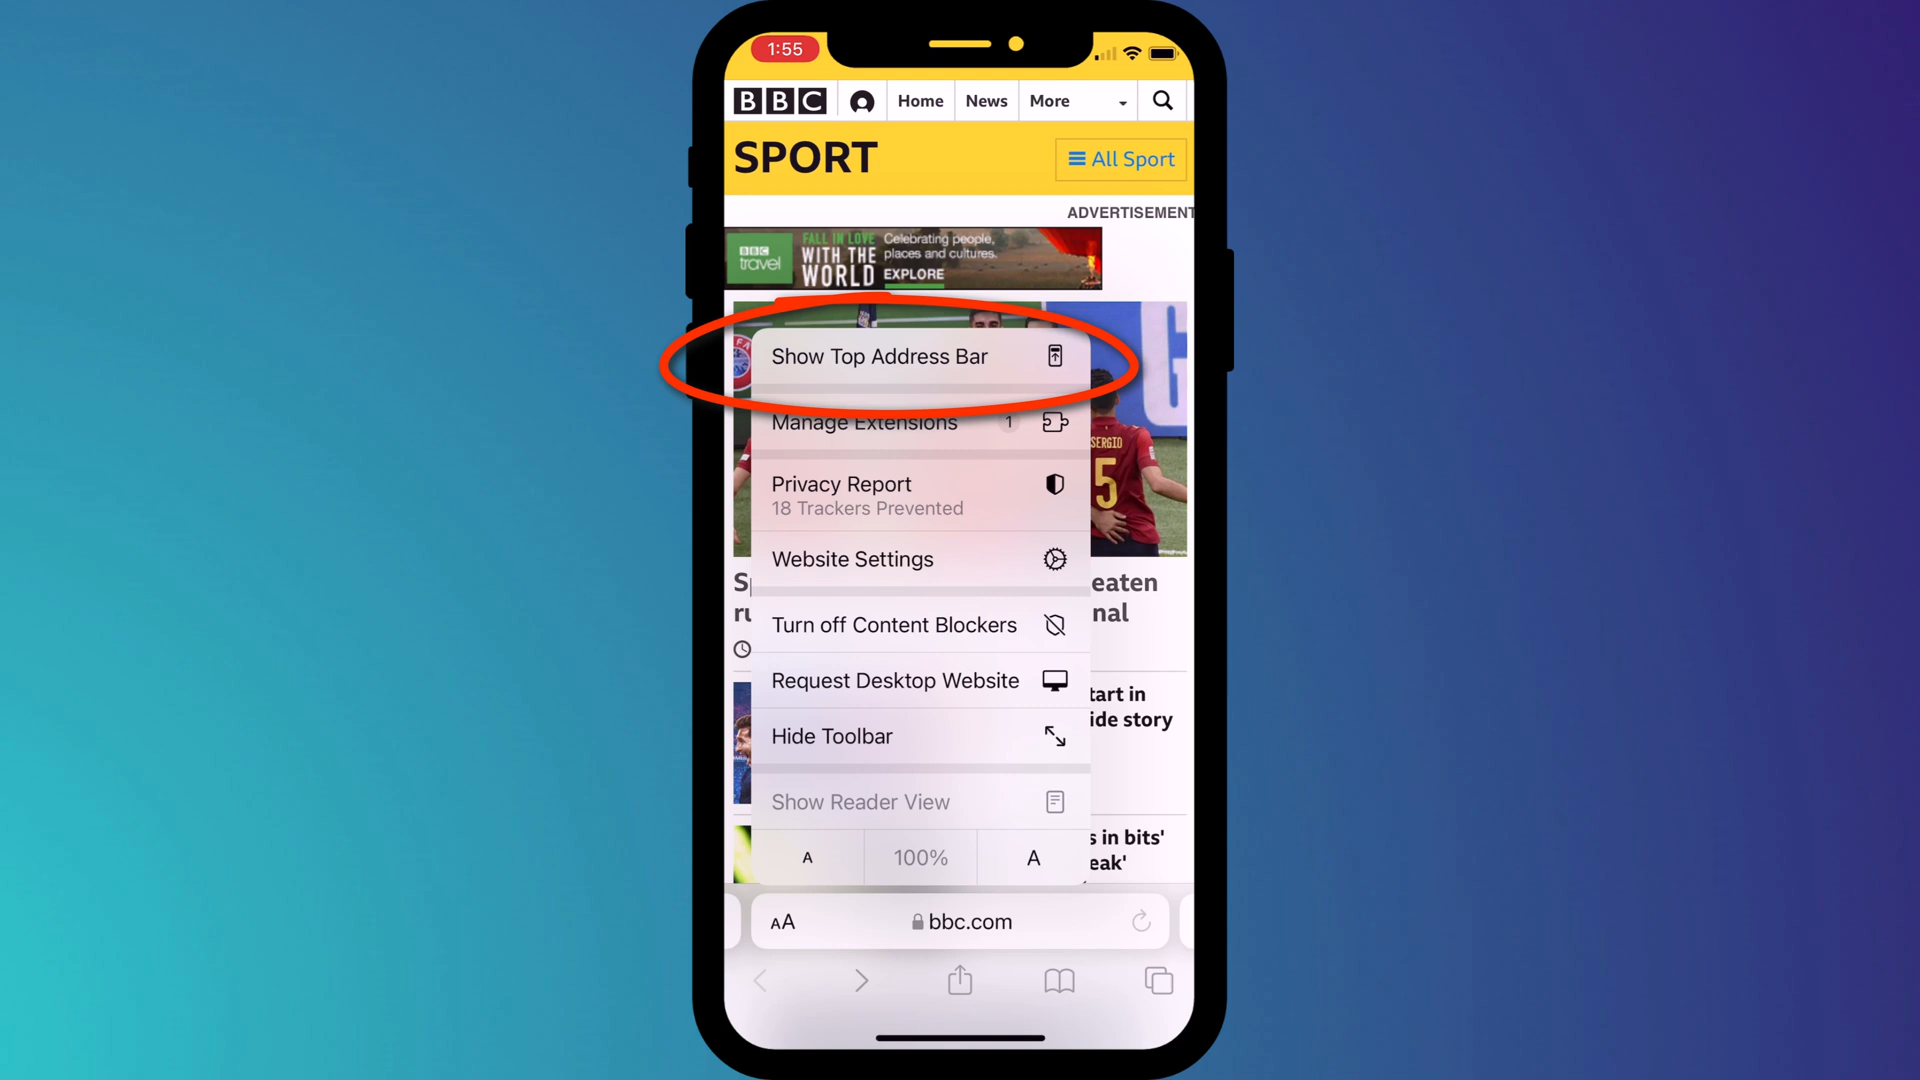 1:55
BBC
Home
News
More
SPORT
All Sport
ADVERTISEMENT
BBC
travel
FALL IN LOVE
WITH THE
WORLD
Celebrating people,
places and cultures.
EXPLORE
Show Top Address Bar
Manage Extensions 1
SERGIO
5
Privacy Report
18 Trackers Prevented
Website Settings
eaten
nal
Turn off Content Blockers
Request Desktop Website
tart in
ide story
Hide Toolbar
Show Reader View
s in bits'
eak'
A 100% A
AA bbc.com